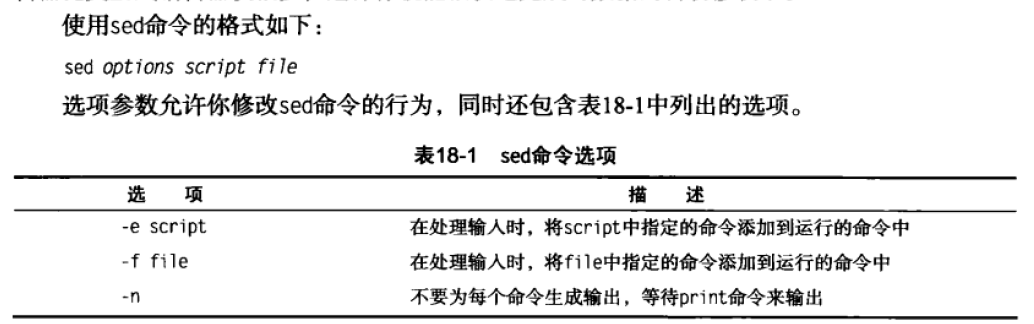 使用sed命令的格式如下：
sed options script file
选项参数允许你修改sed命令的行为，同时还包含表18-1中列出的选项。
表18-1 sed命令选项
选 项 描 述
-e script 在处理输入时，将script中指定的命令添加到运行的命令中
-f file 在处理输入时，将file中指定的命令添加到运行的命令中
-n 不要为每个命令生成输出，等待print命令来输出